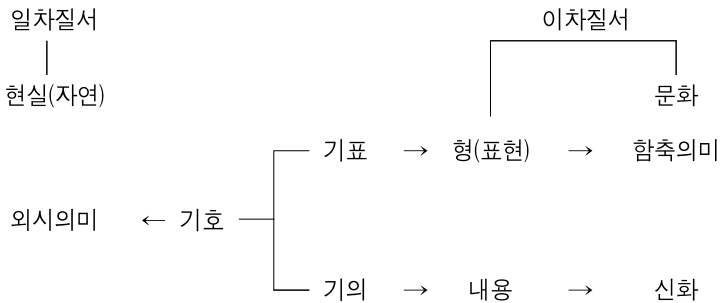 일차질서 이차질서
현실(자연) 문화
기표 → 형(표현) → 함축의미
외시의미 ← 기호
기의 → 내용 → 신화